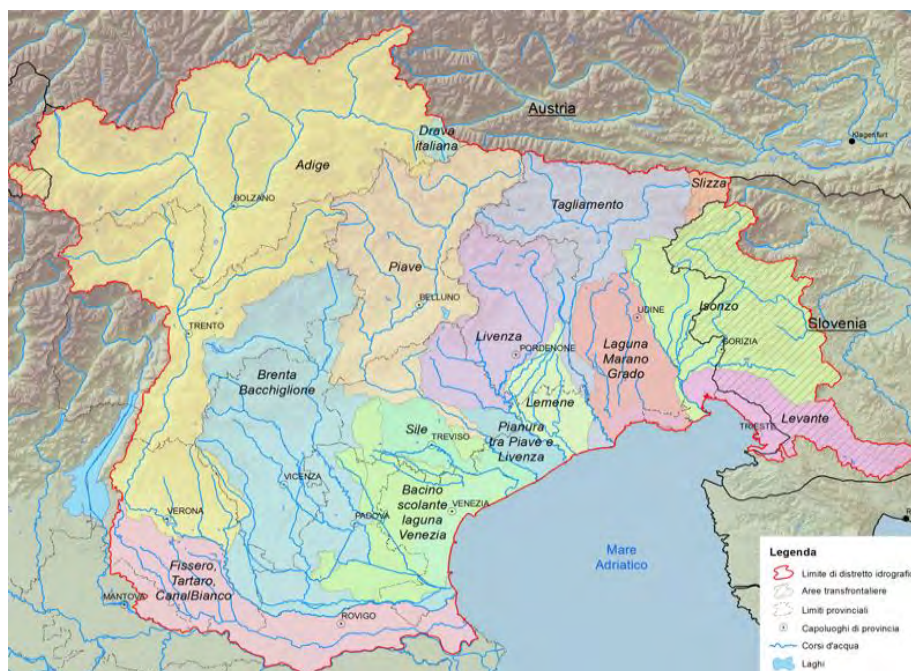 Austria
Klagenfurt
Drava
italiana
Adige
Slizza
Tagliamento
BOLZANO
Piave
BELLUNO
Isonzo
UDINE
Slovenia
TRENTO
Livenza
PORDENONE
Laguna
Marano
Grado
GORIZIA
Brenta
Bacchiglione
Lemene
Levante
TRIESTE
Sile
TREVISO
Pianura
tra Piave e
Livenza
VICENZA
Bacino
scolante
laguna
Venezia
VENEZIA
VERONA
PADOVA
Mare
Adriatico
Fissero,
Tartaro,
CanalBianco
MANTOVA
ROVIGO
Legenda
Limite di distretto idrografic
Aree transfrontaliere
Limiti provinciali
Capoluoghi di provincia
Corsi d'acqua
Laghi